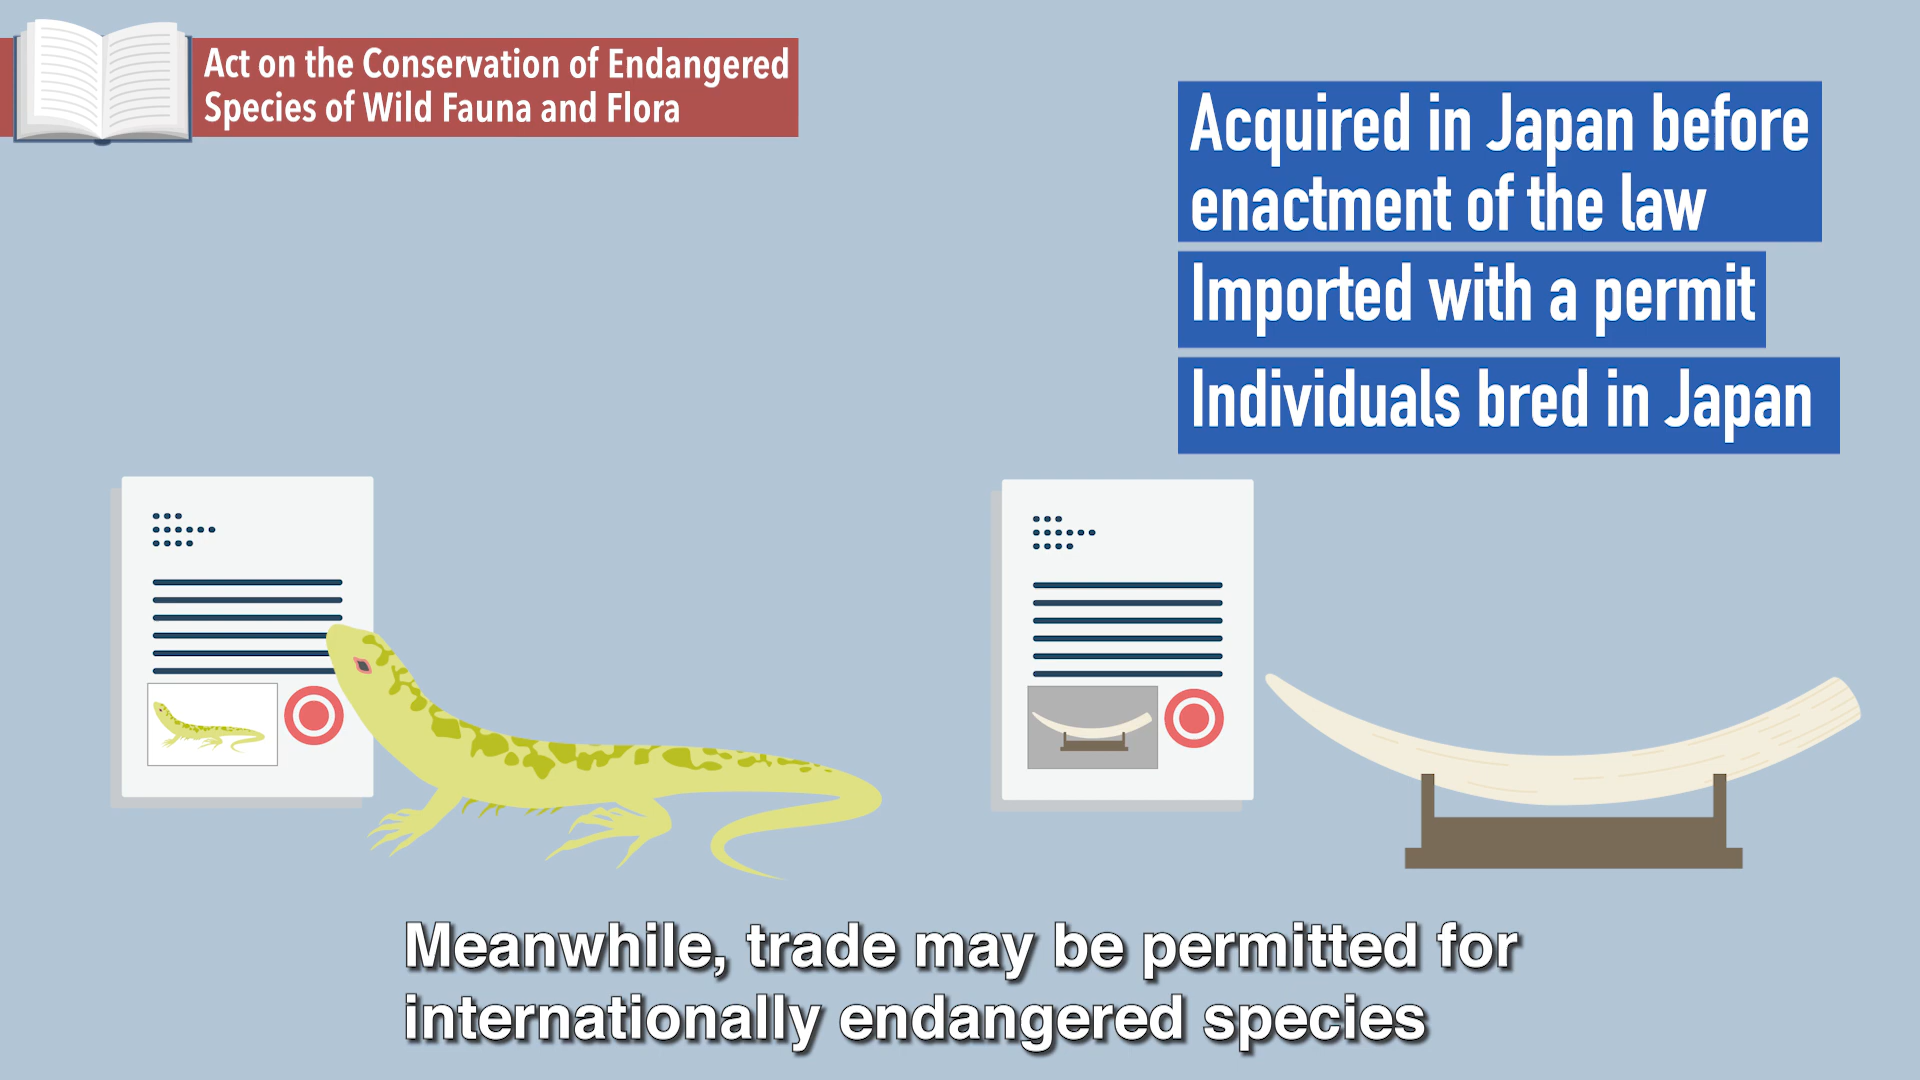 Act on the Conservation of Endangered
Species of Wild Fauna and Flora
Acquired in Japan before
enactment of the law
Imported with a permit
Individuals bred in Japan
Meanwhile, trade may be permitted for
internationally endangered species